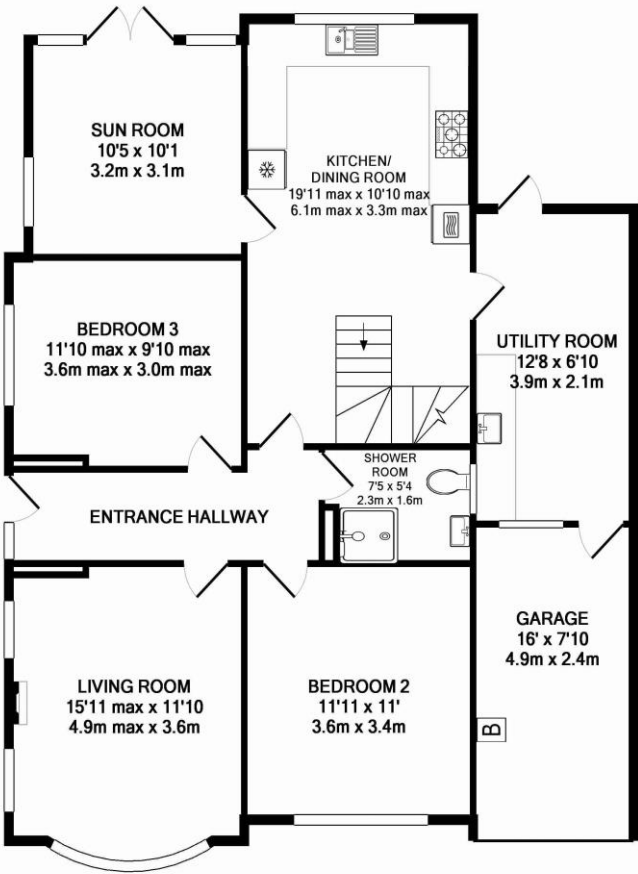 SUN ROOM
10'5 x 10'1
3.2m x 3.1m
KITCHEN/
DINING ROOM
19'11 max x 10'10 max
6.1m max x 3.3m max
BEDROOM 3
11'10 max x 9'10 max
3.6m max x 3.0m max
UTILITY ROOM
12'8 x 6'10
3.9m x 2.1m
SHOWER
ROOM
7'5 x 5'4
2.3m x 1.6m
ENTRANCE HALLWAY
GARAGE
16' x 7'10
4.9m x 2.4m
LIVING ROOM
15'11 max x 11'10
4.9m max x 3.6m
BEDROOM 2
11'11 x 11'
3.6m x 3.4m
B